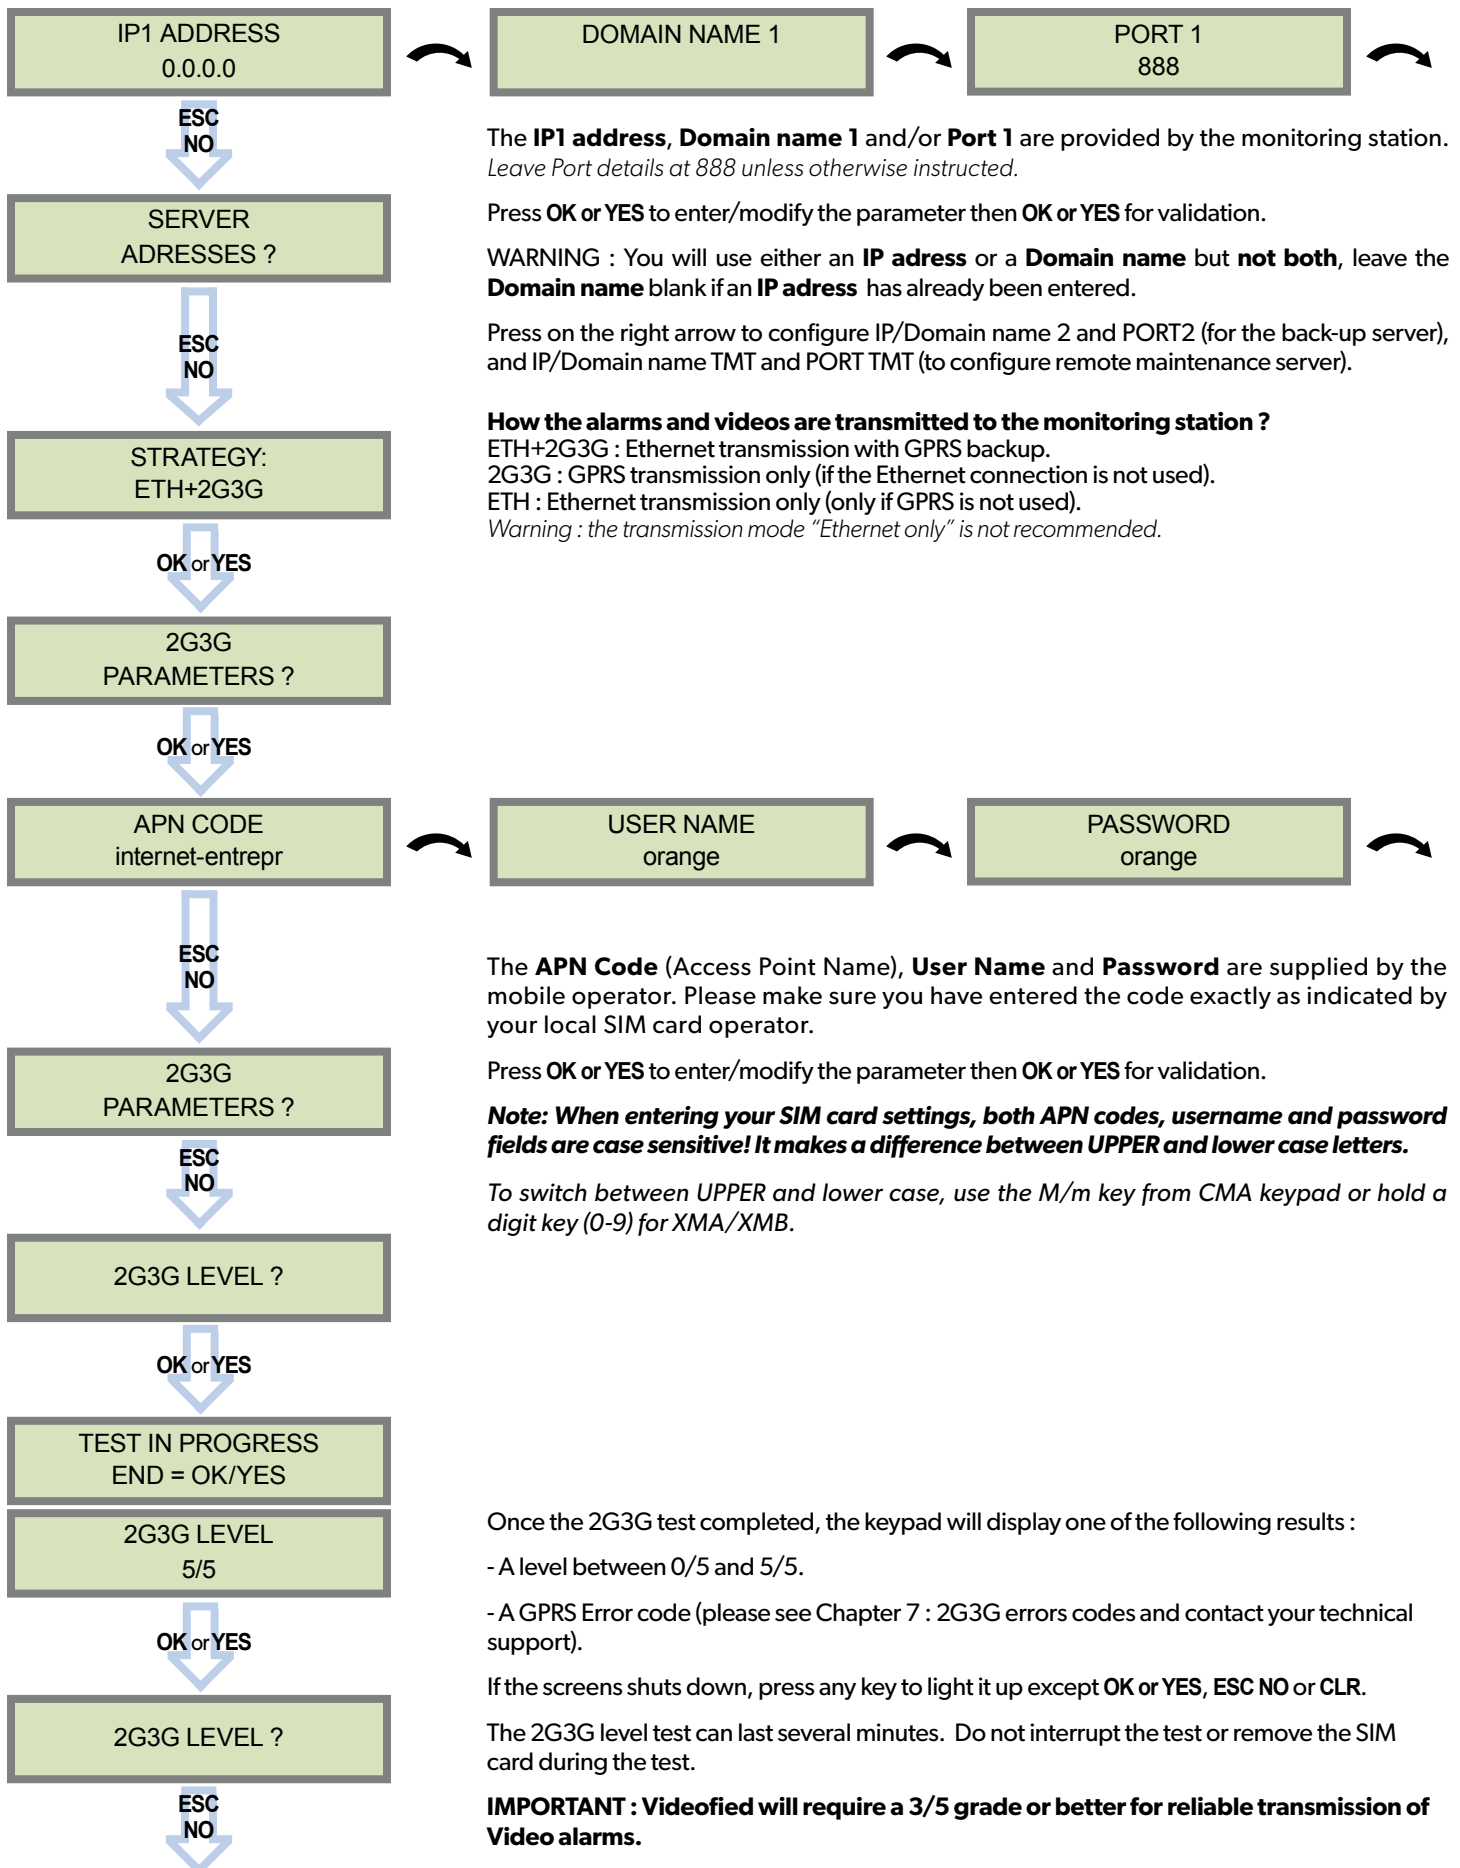 IP1 ADDRESS
0.0.0.0
DOMAIN NAME 1
PORT 1
888
ESC
NO
The IP1 address, Domain name 1 and/or Port 1 are provided by the monitoring station.
Leave Port details at 888 unless otherwise instructed.
SERVER
ADRESSES ?
Press OK or YES to enter/modify the parameter then OK or YES for validation.
WARNING : You will use either an IP adress or a Domain name but not both, leave the
Domain name blank if an IP adress has already been entered.
ESC
NO
Press on the right arrow to configure IP/Domain name 2 and PORT2 (for the back-up server),
and IP/Domain name TMT and PORT TMT (to configure remote maintenance server).
STRATEGY:
ETH+2G3G
How the alarms and videos are transmitted to the monitoring station ?
ETH+2G3G : Ethernet transmission with GPRS backup.
2G3G : GPRS transmission only (if the Ethernet connection is not used).
ETH : Ethernet transmission only (only if GPRS is not used).
Warning : the transmission mode “Ethernet only” is not recommended.
OK or YES
2G3G
PARAMETERS ?
OK or YES
APN CODE
internet-entrepr
USER NAME
orange
PASSWORD
orange
ESC
NO
The APN Code (Access Point Name), User Name and Password are supplied by the
mobile operator. Please make sure you have entered the code exactly as indicated by
your local SIM card operator.
2G3G
PARAMETERS ?
Press OK or YES to enter/modify the parameter then OK or YES for validation.
Note: When entering your SIM card settings, both APN codes, username and password
fields are case sensitive! It makes a difference between UPPER and lower case letters.
ESC
NO
To switch between UPPER and lower case, use the M/m key from CMA keypad or hold a
digit key (0-9) for XMA/XMB.
2G3G LEVEL ?
OK or YES
TEST IN PROGRESS
END = OK/YES
2G3G LEVEL
5/5
Once the 2G3G test completed, the keypad will display one of the following results :
- A level between 0/5 and 5/5.
- A GPRS Error code (please see Chapter 7 : 2G3G errors codes and contact your technical
support).
OK or YES
If the screens shuts down, press any key to light it up except OK or YES, ESC NO or CLR.
2G3G LEVEL ?
The 2G3G level test can last several minutes. Do not interrupt the test or remove the SIM
card during the test.
ESC
NO
IMPORTANT : Videofied will require a 3/5 grade or better for reliable transmission of
Video alarms.